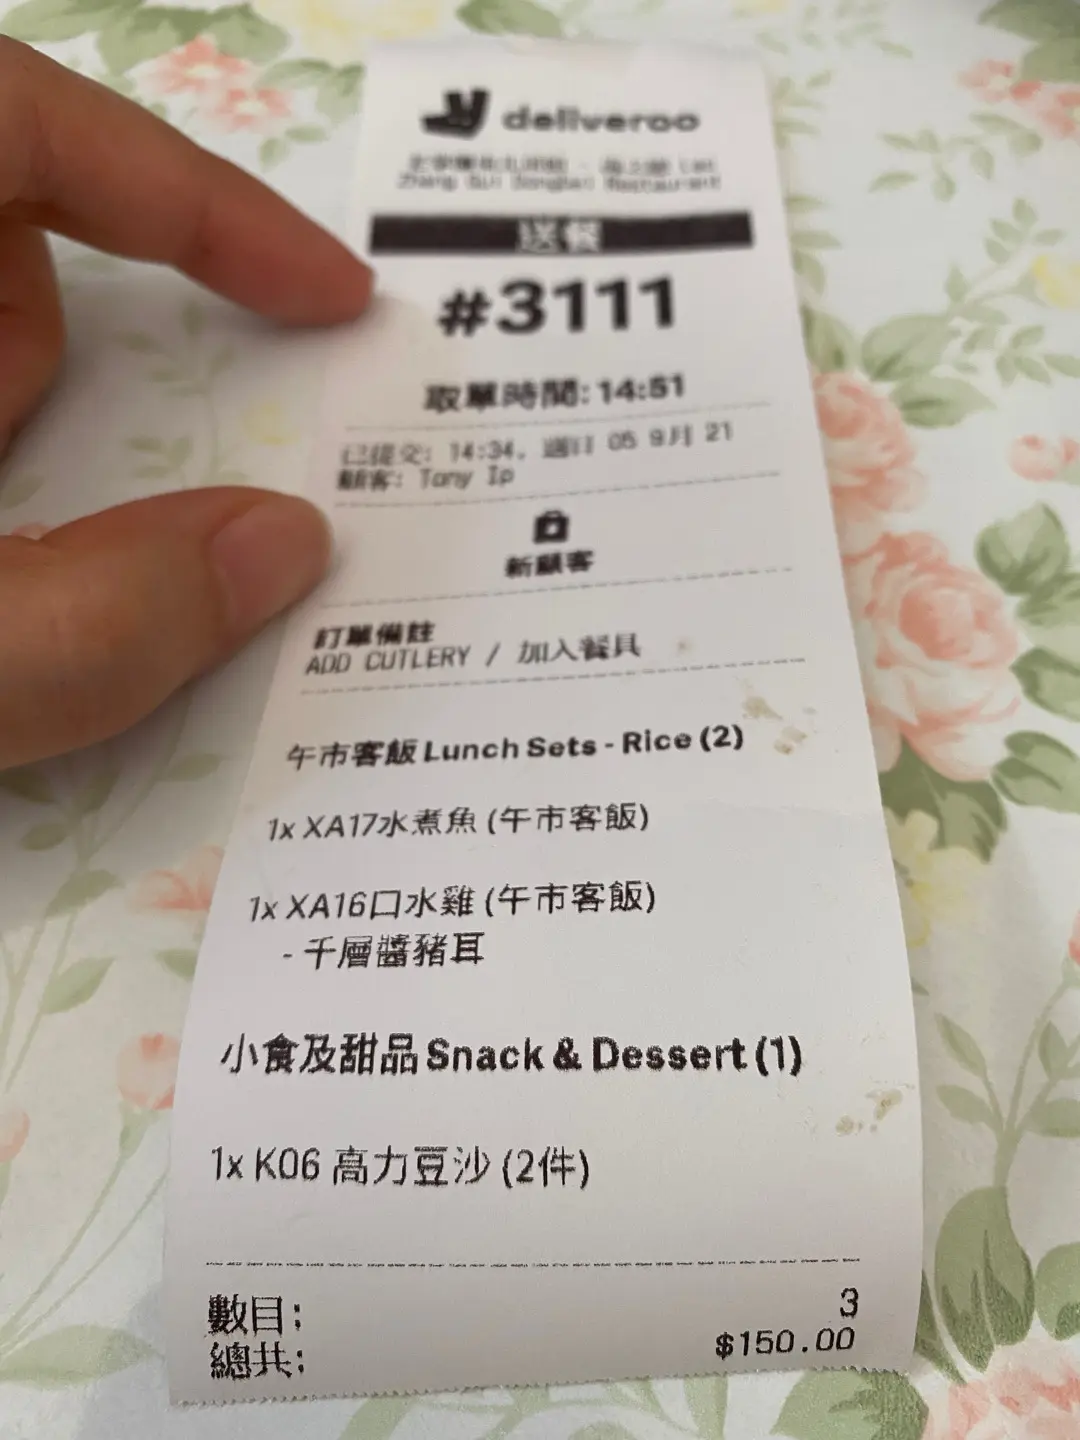 deliveroo
Restaurant
送餐
#3111
取單時間: 14:51
已提交: 14:34, 週日 05 9月 21
顧客: Tony Ip
新顧客
訂單備註
ADD CUTLERY / 加入餐具
午市客飯 Lunch Sets - Rice (2)
1x XA17水煮魚 (午市客飯)
1x XA16口水雞 (午市客飯)
- 千層醬豬耳
小食及甜品 Snack & Dessert (1)
1x K06 高力豆沙 (2件)
數目: 3
總共: $150.00